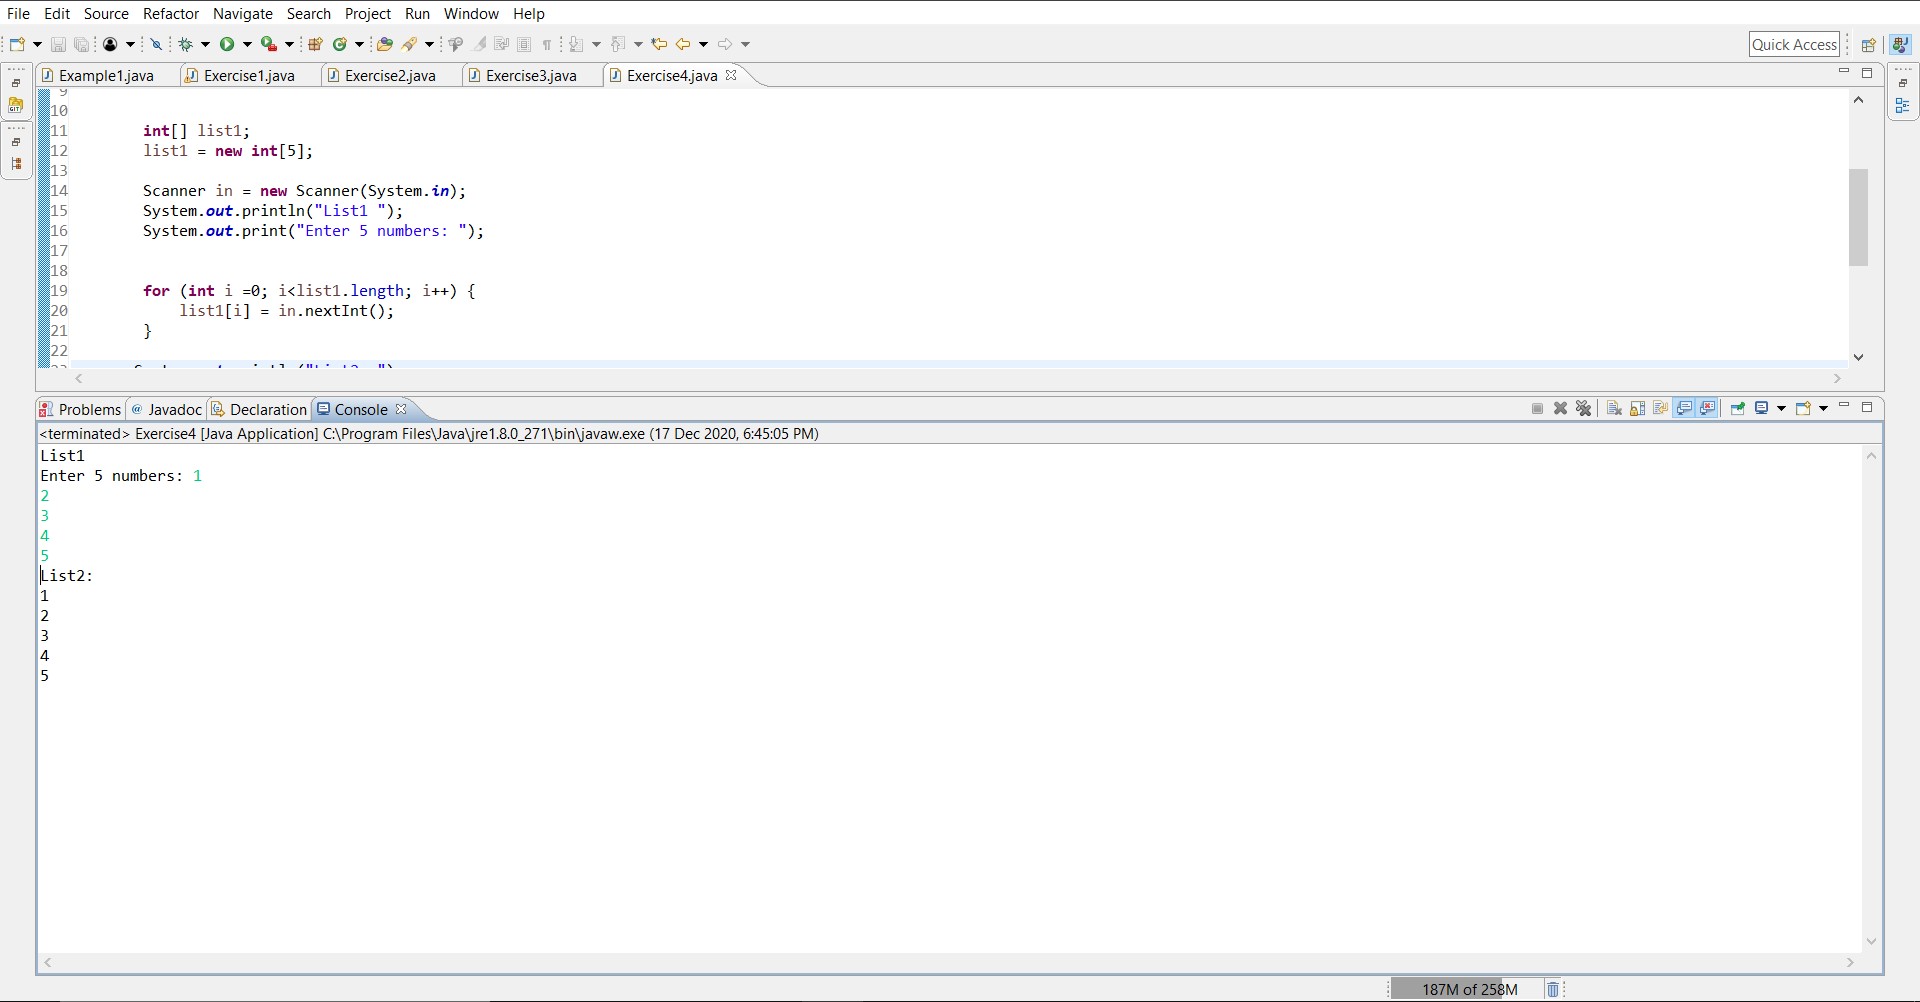 File Edit Source Refactor Navigate Search Project Run Window Help
Quick Access
Example1.java Exercise1.java Exercise2.java Exercise3.java Exercise4.java
9
10
11 int[] list1;
12 list1 = new int[5];
13
14 Scanner in = new Scanner(System.in);
15 System.out.println("List1 ");
16 System.out.print("Enter 5 numbers: ");
17
18
19 for (int i =0; i<list1.length; i++) {
20 list1[i] = in.nextInt();
21 }
22
Problems @ Javadoc Declaration Console
<terminated> Exercise4 [Java Application] C:\Program Files\Java\jre1.8.0_271\bin\javaw.exe (17 Dec 2020, 6:45:05 PM)
List1
Enter 5 numbers: 1
2
3
4
5
List2:
1
2
3
4
5
187M of 258M